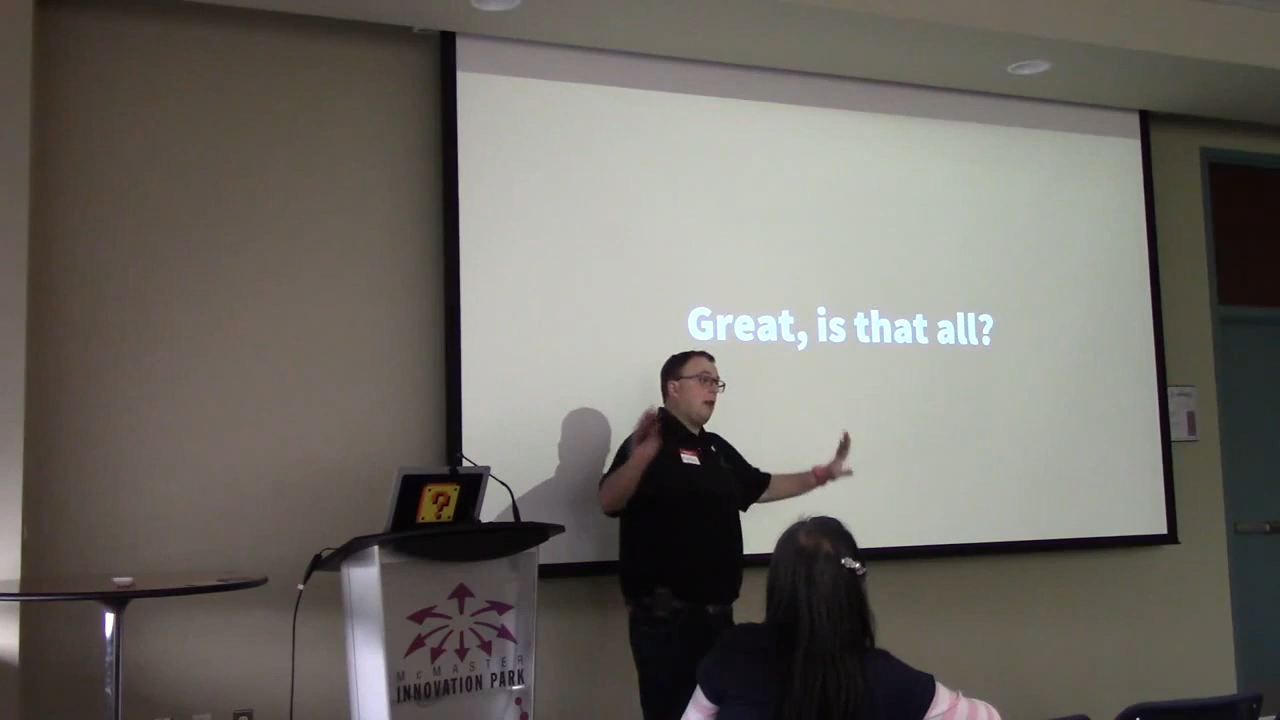 Great, is that all?
?
McMASTER
INNOVATION PARK